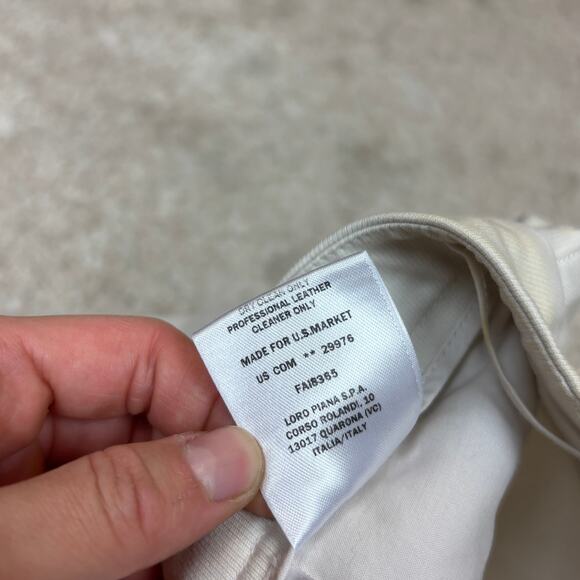 DRY CLEAN ONLY
PROFESSIONAL LEATHER
CLEANER ONLY
MADE FOR U.S.MARKET
US COM ** 29976
FAI8365
LORO PIANA S.P.A.
CORSO ROLANDI, 10
13017 QUARONA (VC)
ITALIA/ITALY